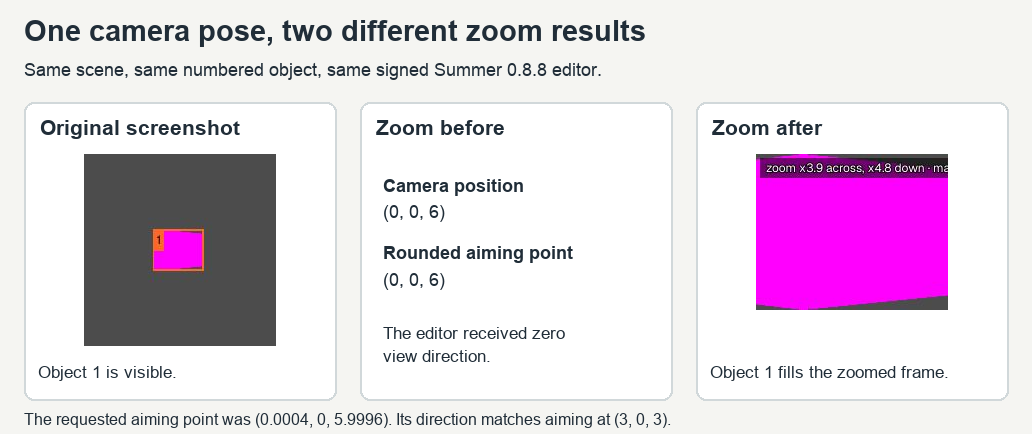 One camera pose, two different zoom results
Same scene, same numbered object, same signed Summer 0.8.8 editor.
Original screenshot
1
Object 1 is visible.
Zoom before
Camera position
(0, 0, 6)
Rounded aiming point
(0, 0, 6)
The editor received zero
view direction.
Zoom after
zoom x3.9 across, x4.8 down · ma
Object 1 fills the zoomed frame.
The requested aiming point was (0.0004, 0, 5.9996). Its direction matches aiming at (3, 0, 3).